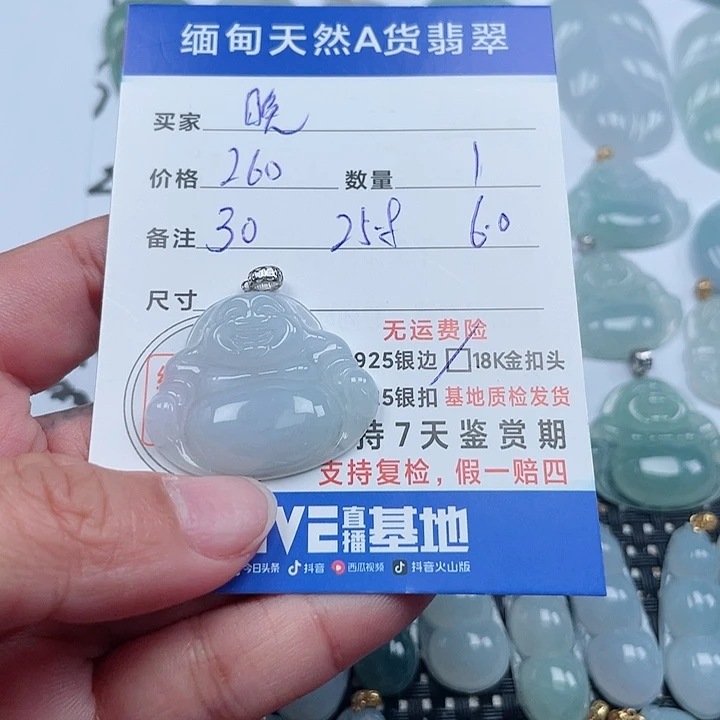 缅甸天然A货翡翠
买家 晚
价格 260 数量 1
备注 30 25.8 6.0
尺寸
无运费险
925银边 18K金扣头
5银扣 基地质检发货
持7天鉴赏期
支持复检,假一赔四
直播基地
今日头条 抖音 西瓜视频 抖音火山版